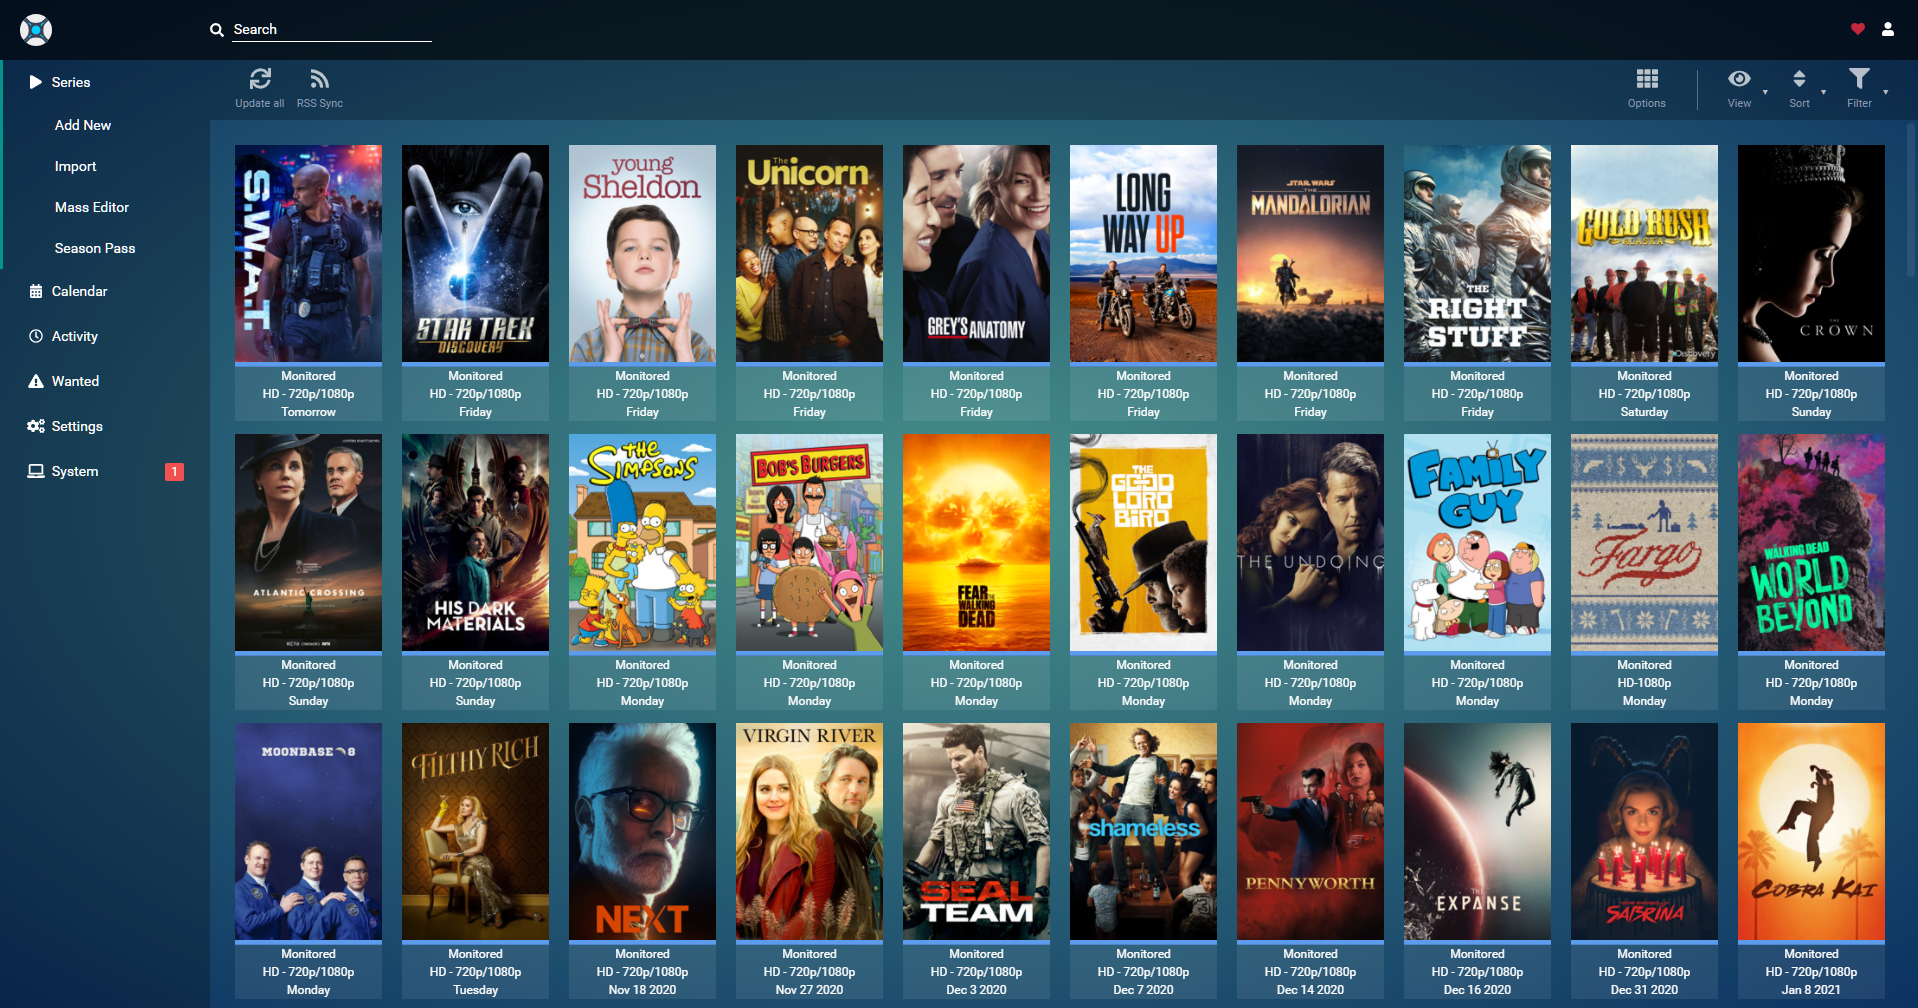 Search
Series
Add New
Import
Mass Editor
Season Pass
Calendar
Activity
Wanted
Settings
System
1
Update all
RSS Sync
Options
View
Sort
Filter
S.W.A.T.
Monitored
HD - 720p/1080p
Tomorrow
STAR TREK
DISCOVERY
Monitored
HD - 720p/1080p
Friday
young
Sheldon
Monitored
HD - 720p/1080p
Friday
The
Unicorn
Monitored
HD - 720p/1080p
Friday
GREY'S ANATOMY
Monitored
HD - 720p/1080p
Friday
LONG
WAY UP
Monitored
HD - 720p/1080p
Friday
STAR WARS
THE
MANDALORIAN
Monitored
HD - 720p/1080p
Friday
THE
RIGHT
STUFF
Monitored
HD - 720p/1080p
Friday
GOLD RUSH
ALASKA
Discovery
Monitored
HD - 720p/1080p
Saturday
THE
CROWN
Monitored
HD - 720p/1080p
Sunday
ATLANTIC CROSSING
Monitored
HD - 720p/1080p
Sunday
HIS DARK
MATERIALS
Monitored
HD - 720p/1080p
Sunday
THE
SIMPSONS
Monitored
HD - 720p/1080p
Monday
BOB'S BURGERS
Monitored
HD - 720p/1080p
Monday
FEAR THE
WALKING
DEAD
Monitored
HD - 720p/1080p
Monday
THE
GOOD
LORD
BIRD
Monitored
HD - 720p/1080p
Monday
THE UNDOING
Monitored
HD - 720p/1080p
Monday
FAMILY
GUY
Monitored
HD - 720p/1080p
Monday
Fargo
Monitored
HD-1080p
Monday
THE WALKING DEAD
WORLD
BEYOND
Monitored
HD - 720p/1080p
Monday
MOONBASE 8
Monitored
HD - 720p/1080p
Monday
FILTHY RICH
Monitored
HD - 720p/1080p
Tuesday
NEXT
Monitored
HD - 720p/1080p
Nov 18 2020
VIRGIN RIVER
Monitored
HD - 720p/1080p
Nov 27 2020
SEAL
TEAM
Monitored
HD - 720p/1080p
Dec 3 2020
shameless
Monitored
HD - 720p/1080p
Dec 7 2020
PENNYWORTH
Monitored
HD - 720p/1080p
Dec 14 2020
THE
EXPANSE
Monitored
HD - 720p/1080p
Dec 16 2020
SABRINA
Monitored
HD - 720p/1080p
Dec 31 2020
COBRA KAI
Monitored
HD - 720p/1080p
Jan 8 2021